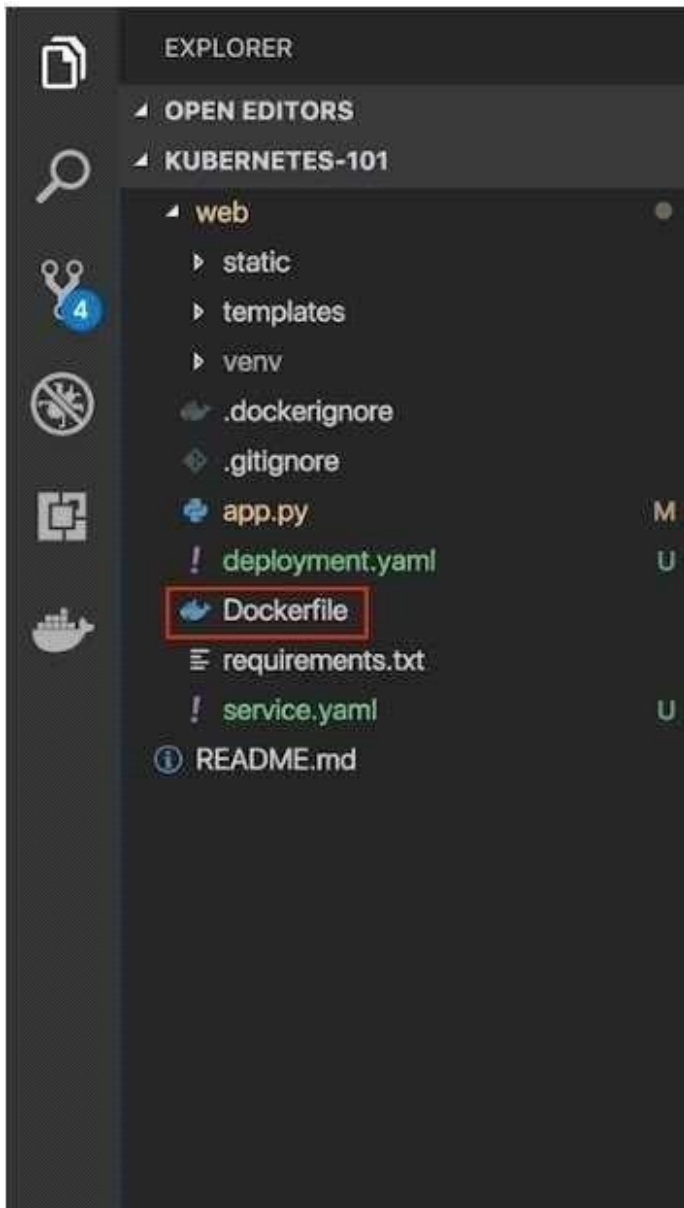 EXPLORER
OPEN EDITORS
KUBERNETES-101
web
static
templates
venv
.dockerignore
.gitignore
4
app.py M
deployment.yaml U
Dockerfile
requirements.txt
service.yaml U
README.md